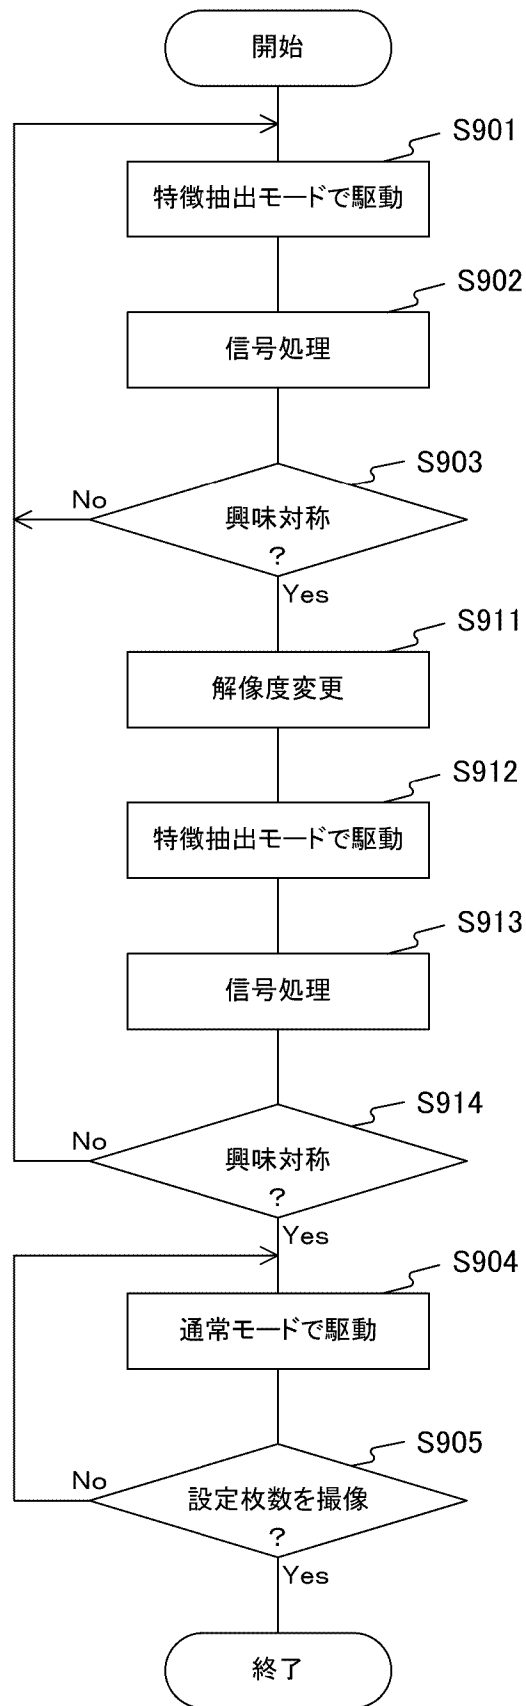 開始
S901
特徴抽出モードで駆動
S902
信号処理
S903
No
興味対称
?
Yes
S911
解像度変更
S912
特徴抽出モードで駆動
S913
信号処理
S914
No
興味対称
?
Yes
S904
通常モードで駆動
S905
No
設定枚数を撮像
?
Yes
終了